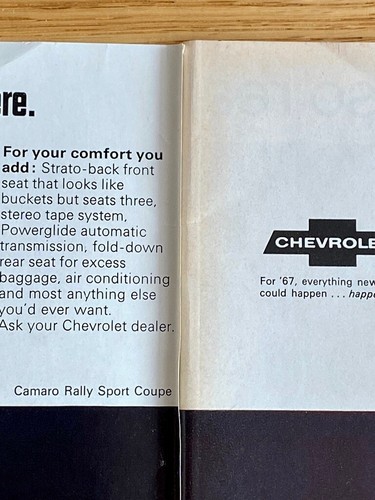 ere.
For your comfort you
add: Strato-back front
seat that looks like
buckets but seats three,
stereo tape system,
Powerglide automatic
transmission, fold-down
rear seat for excess
baggage, air conditioning
and most anything else
you'd ever want.
Ask your Chevrolet dealer.
Camaro Rally Sport Coupe
CHEVROLE
For '67, everything new
could happen . . . happe